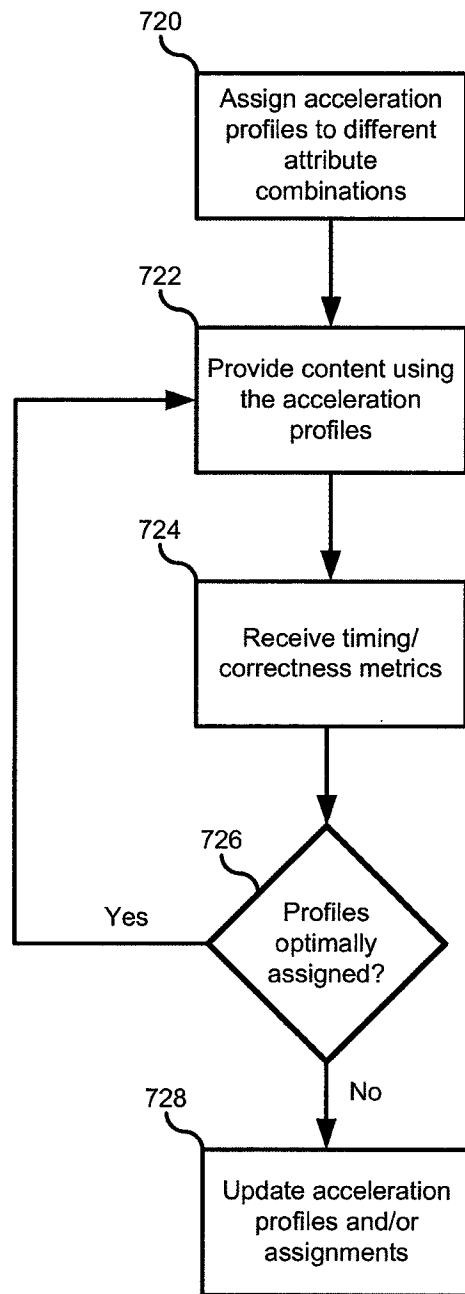 720
Assign acceleration
profiles to different
attribute
combinations
722
Provide content using
the acceleration
profiles
724
Receive timing/
correctness metrics
726
Yes
Profiles
optimally
assigned?
No
728
Update acceleration
profiles and/or
assignments